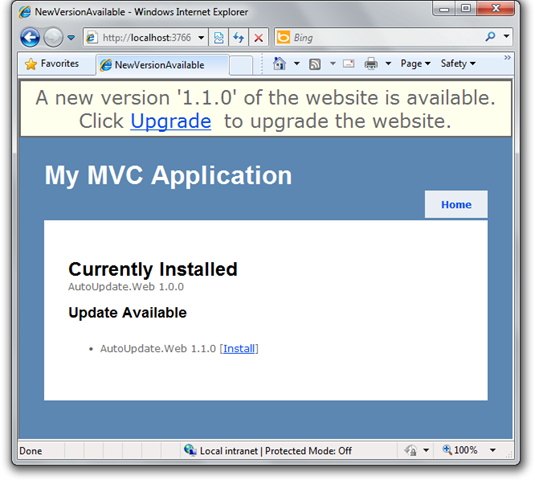 NewVersionAvailable - Windows Internet Explorer
http://localhost:3766
Bing
Favorites
NewVersionAvailable
Page
Safety
»
A new version '1.1.0' of the website is available.
Click Upgrade to upgrade the website.
My MVC Application
Home
Currently Installed
AutoUpdate.Web 1.0.0
Update Available
• AutoUpdate.Web 1.1.0 [Install]
Done
Local intranet | Protected Mode: Off
100%